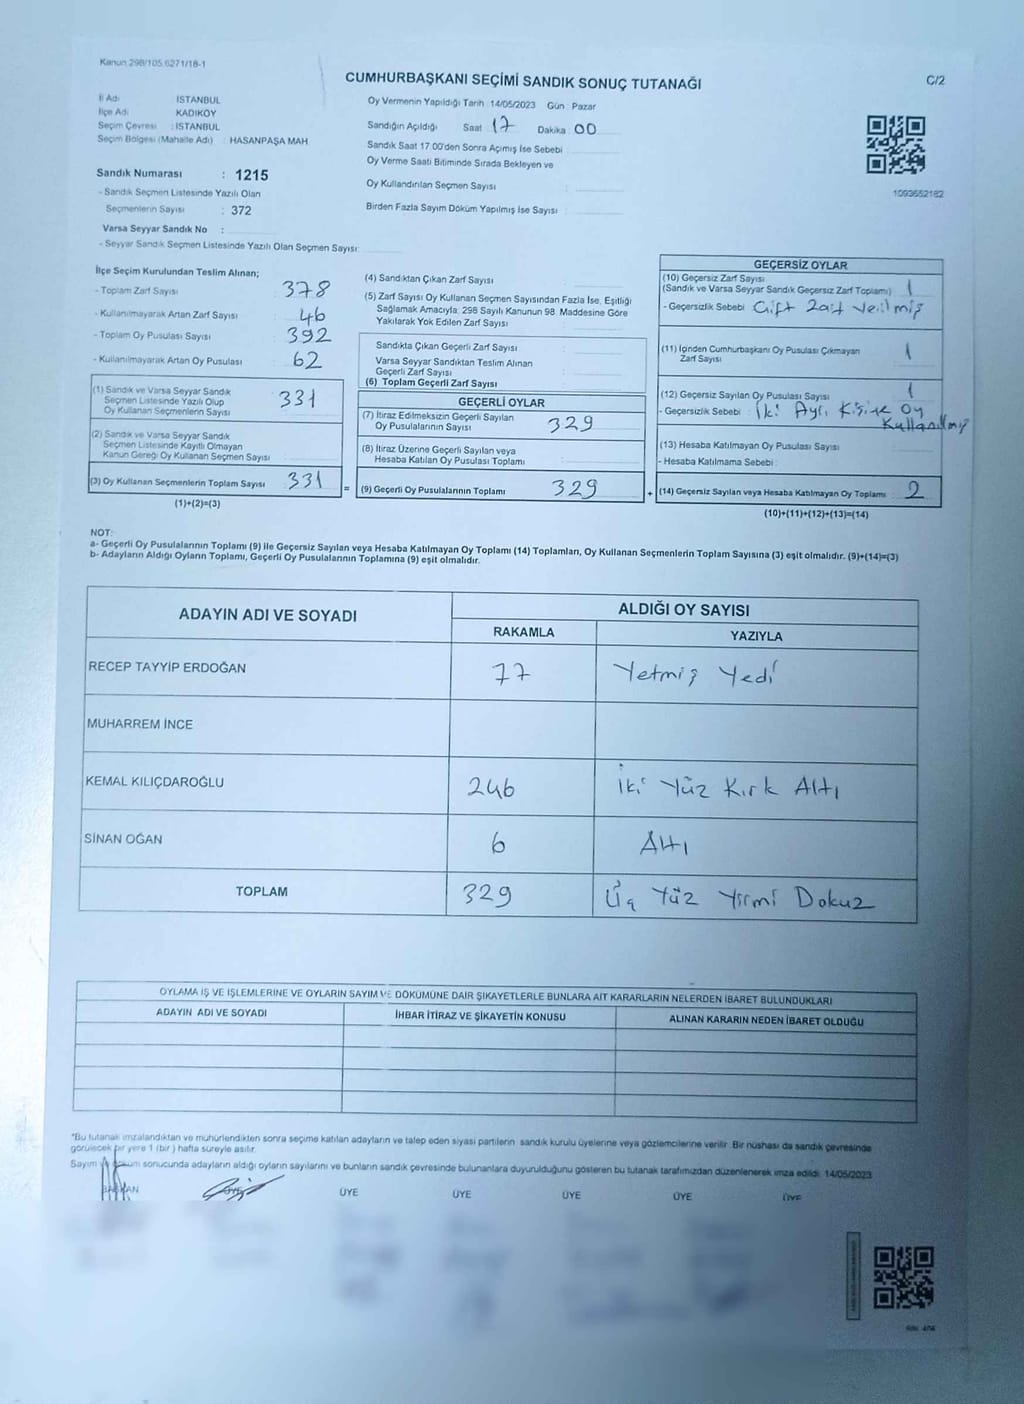 Kanun:298/105,6271/18-1
CUMHURBAŞKANI SEÇİMİ SANDIK SONUÇ TUTANAĞI
C/2
İl Adı : İSTANBUL
İlçe Adı : KADIKÖY
Seçim Çevresi : İSTANBUL
Seçim Bölgesi (Mahalle Adı) : HASANPAŞA MAH.
Sandık Numarası : 1215
- Sandık Seçmen Listesinde Yazılı Olan
Seçmenlerin Sayısı : 372
Varsa Seyyar Sandık No :
- Seyyar Sandık Seçmen Listesinde Yazılı Olan Seçmen Sayısı:
Oy Vermenin Yapıldığı Tarih :14/05/2023 Gün : Pazar
Sandığın Açıldığı Saat : 17 Dakika : 00
Sandık Saat 17:00'den Sonra Açımış İse Sebebi :
Oy Verme Saati Bitiminde Sırada Bekleyen ve
Oy Kullandırılan Seçmen Sayısı :
Birden Fazla Sayım Döküm Yapılmış İse Sayısı :
1093652182
İlçe Seçim Kurulundan Teslim Alınan;
- Toplam Zarf Sayısı : 378
- Kullanılmayarak Artan Zarf Sayısı : 46
- Toplam Oy Pusulası Sayısı : 392
- Kullanılmayarak Artan Oy Pusulası : 62
(1) Sandık ve Varsa Seyyar Sandık
Seçmen Listesinde Yazılı Olup
Oy Kullanan Seçmenlerin Sayısı : 331
(2) Sandık ve Varsa Seyyar Sandık
Seçmen Listesinde Kayıtlı Olmayan
Kanun Gereği Oy Kullanan Seçmen Sayısı :
(3) Oy Kullanan Seçmenlerin Toplam Sayısı : 331
(1)+(2)=(3)
(4) Sandıktan Çıkan Zarf Sayısı :
(5) Zarf Sayısı Oy Kullanan Seçmen Sayısından Fazla İse, Eşitliği
Sağlamak Amacıyla; 298 Sayılı Kanunun 98. Maddesine Göre
Yakılarak Yok Edilen Zarf Sayısı :
Sandıkta Çıkan Geçerli Zarf Sayısı :
Varsa Seyyar Sandıktan Teslim Alınan
Geçerli Zarf Sayısı :
(6) Toplam Geçerli Zarf Sayısı :
GEÇERLİ OYLAR
(7) İtiraz Edilmeksizin Geçerli Sayılan
Oy Pusulalarının Sayısı : 329
(8) İtiraz Üzerine Geçerli Sayılan veya
Hesaba Katılan Oy Pusulası Toplamı :
= (9) Geçerli Oy Pusulalarının Toplamı : 329
GEÇERSİZ OYLAR
(10) Geçersiz Zarf Sayısı
(Sandık ve Varsa Seyyar Sandık Geçersiz Zarf Toplamı) : 1
- Geçersizlik Sebebi : Çift Zarf Verilmiş
(11) İçinden Cumhurbaşkanı Oy Pusulası Çıkmayan
Zarf Sayısı : 1
(12) Geçersiz Sayılan Oy Pusulası Sayısı : 1
- Geçersizlik Sebebi : İki Ayrı Kişiye Oy
Kullanılmış
(13) Hesaba Katılmayan Oy Pusulası Sayısı :
- Hesaba Katılmama Sebebi :
+ (14) Geçersiz Sayılan veya Hesaba Katılmayan Oy Toplamı : 2
(10)+(11)+(12)+(13)=(14)
NOT:
a- Geçerli Oy Pusulalarının Toplamı (9) ile Geçersiz Sayılan veya Hesaba Katılmayan Oy Toplamı (14) Toplamları, Oy Kullanan Seçmenlerin Toplam Sayısına (3) eşit olmalıdır. (9)+(14)=(3)
b- Adayların Aldığı Oyların Toplamı, Geçerli Oy Pusulalarının Toplamına (9) eşit olmalıdır.
ADAYIN ADI VE SOYADI
ALDIĞI OY SAYISI
RAKAMLA YAZIYLA
RECEP TAYYİP ERDOĞAN 77 Yetmiş Yedi
MUHARREM İNCE
KEMAL KILIÇDAROĞLU 246 İki Yüz Kırk Altı
SİNAN OĞAN 6 Altı
TOPLAM 329 Üç Yüz Yirmi Dokuz
OYLAMA İŞ VE İŞLEMLERİNE VE OYLARIN SAYIM VE DÖKÜMÜNE DAİR ŞİKAYETLERLE BUNLARA AİT KARARLARIN NELERDEN İBARET BULUNDUKLARI
ADAYIN ADI VE SOYADI İHBAR İTİRAZ VE ŞİKAYETİN KONUSU ALINAN KARARIN NEDEN İBARET OLDUĞU
*Bu tutanak imzalandıktan ve mühürlendikten sonra seçime katılan adayların ve talep eden siyasi partilerin sandık kurulu üyelerine veya gözlemcilerine verilir. Bir nüshası da sandık çevresinde
görülecek bir yere 1 (bir) hafta süreyle asılır.
Sayım ve döküm sonucunda adayların aldığı oyların sayılarını ve bunların sandık çevresinde bulunanlara duyurulduğunu gösteren bu tutanak tarafımızdan düzenlenerek imza edildi. 14/05/2023
BAŞKAN ÜYE ÜYE ÜYE ÜYE ÜYE ÜYE